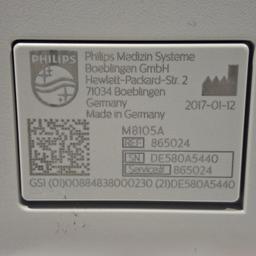 PHILIPS
Philips Medizin Systeme
Boeblingen GmbH
Hewlett-Packard-Str. 2
71034 Boeblingen
Germany
2017-01-12
Made in Germany
M8105A
REF: 865024
SN DE580A5440
Service# 865024
GSI (01)00884838000230 (21)DE580A5440